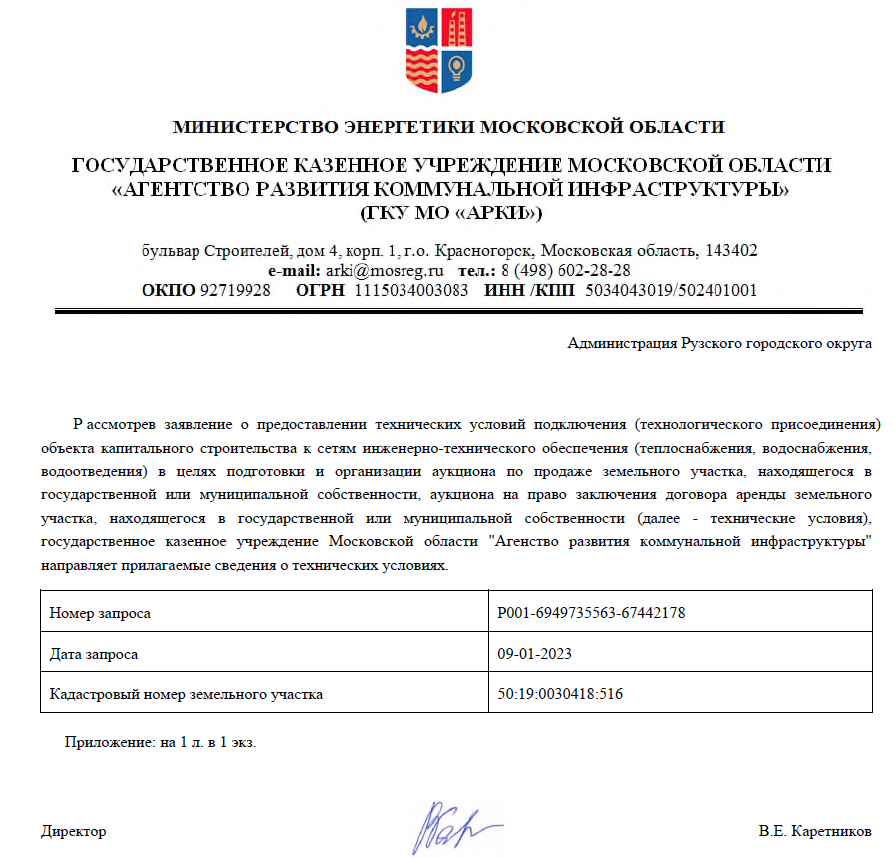 МИНИСТЕРСТВО ЭНЕРГЕТИКИ МОСКОВСКОЙ ОБЛАСТИ
ГОСУДАРСТВЕННОЕ КАЗЕННОЕ УЧРЕЖДЕНИЕ МОСКОВСКОЙ ОБЛАСТИ
«АГЕНТСТВО РАЗВИТИЯ КОММУНАЛЬНОЙ ИНФРАСТРУКТУРЫ»
(ГКУ МО «АРКИ»)
бульвар Строителей, дом 4, корп. 1, г.о. Красногорск, Московская область, 143402
e-mail: arki@mosreg.ru тел.: 8 (498) 602-28-28
ОКПО 92719928 ОГРН 1115034003083 ИНН /КПП 5034043019/502401001
Администрация Рузского городского округа
Р ассмотрев заявление о предоставлении технических условий подключения (технологического присоединения)
объекта капитального строительства к сетям инженерно-технического обеспечения (теплоснабжения, водоснабжения,
водоотведения) в целях подготовки и организации аукциона по продаже земельного участка, находящегося в
государственной или муниципальной собственности, аукциона на право заключения договора аренды земельного
участка, находящегося в государственной или муниципальной собственности (далее - технические условия),
государственное казенное учреждение Московской области "Агенство развития коммунальной инфраструктуры"
направляет прилагаемые сведения о технических условиях.
Номер запроса P001-6949735563-67442178
Дата запроса 09-01-2023
Кадастровый номер земельного участка 50:19:0030418:516
Приложение: на 1 л. в 1 экз.
Директор В.Е. Каретников